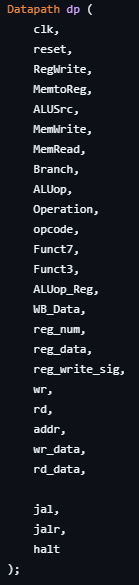 Datapath dp (
clk,
reset,
RegWrite,
MemtoReg,
ALUSrc,
MemWrite,
MemRead,
Branch,
ALUop,
Operation,
opcode,
Funct7,
Funct3,
ALUop_Reg,
WB_Data,
reg_num,
reg_data,
reg_write_sig,
wr,
rd,
addr,
wr_data,
rd_data,
jal,
jalr,
halt
);